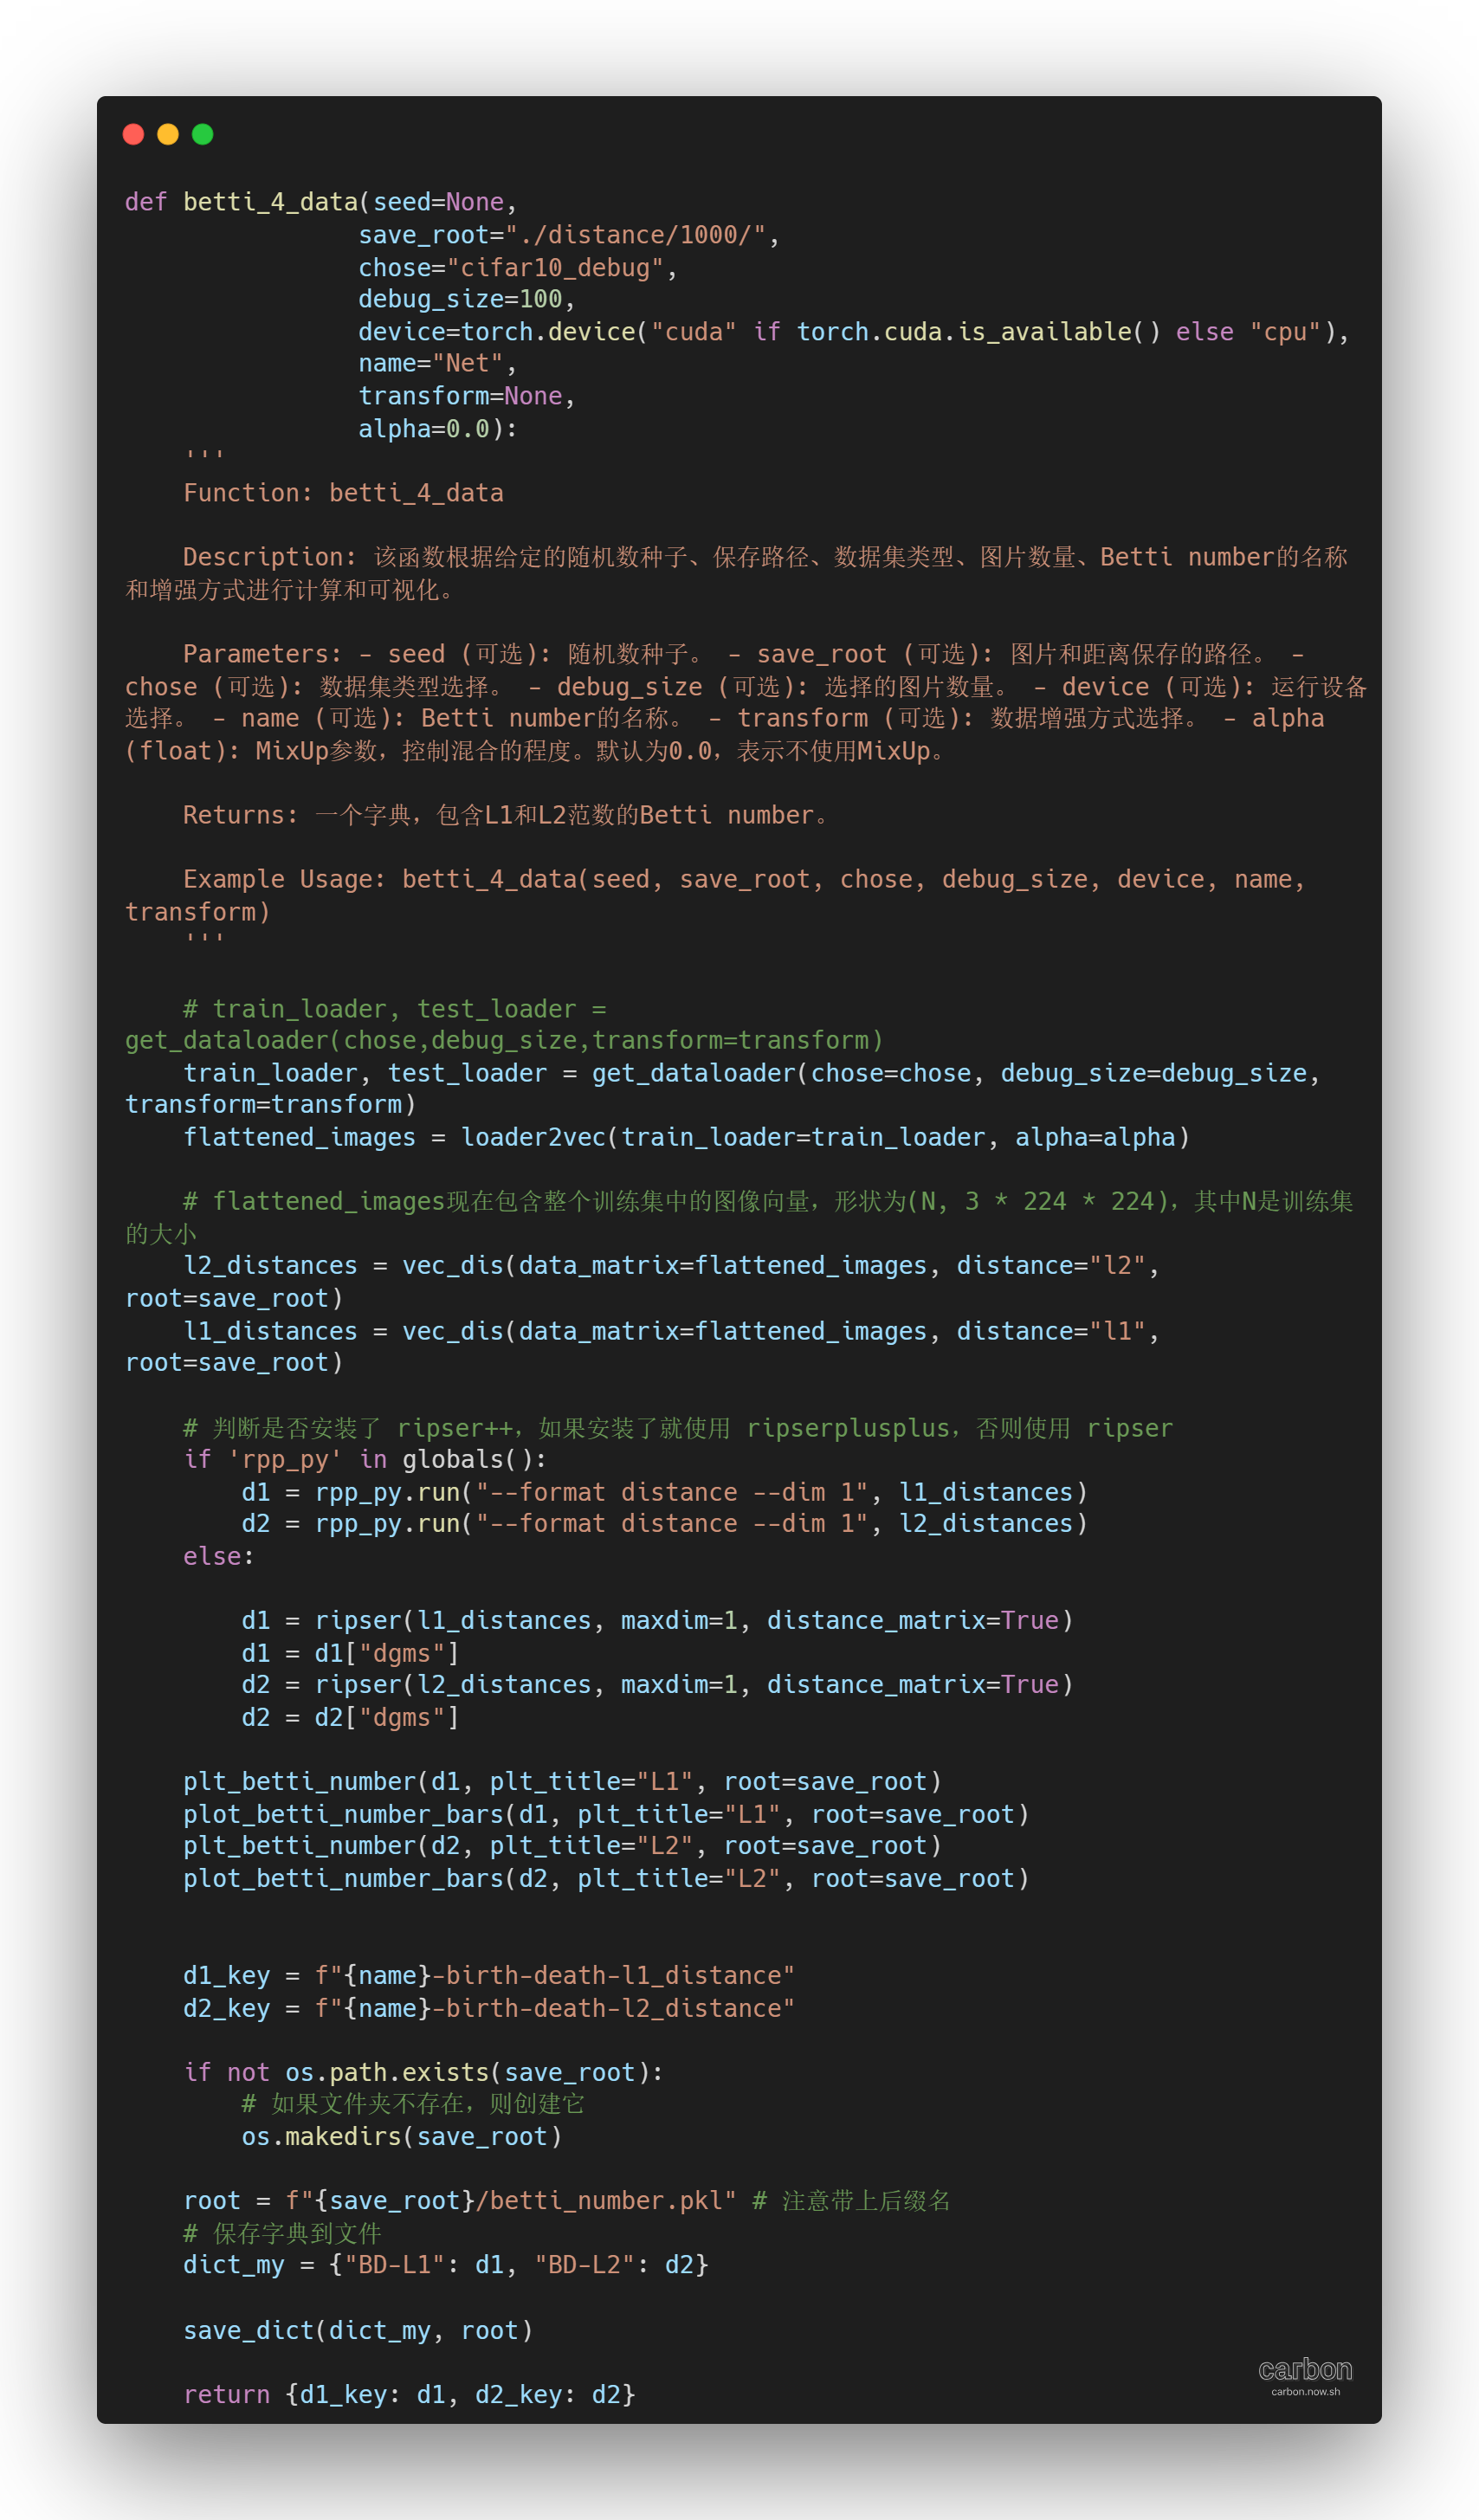 def betti_4_data(seed=None,
                save_root="./distance/1000/",
                chose="cifar10_debug",
                debug_size=100,
                device=torch.device("cuda" if torch.cuda.is_available() else "cpu"),
                name="Net",
                transform=None,
                alpha=0.0):
    '''
    Function: betti_4_data

    Description: 该函数根据给定的随机数种子、保存路径、数据集类型、图片数量、Betti number的名称
和增强方式进行计算和可视化。

    Parameters: - seed (可选): 随机数种子。 - save_root (可选): 图片和距离保存的路径。 -
chose (可选): 数据集类型选择。 - debug_size (可选): 选择的图片数量。 - device (可选): 运行设备
选择。 - name (可选): Betti number的名称。 - transform (可选): 数据增强方式选择。 - alpha
(float): MixUp参数，控制混合的程度。默认为0.0，表示不使用MixUp。

    Returns: 一个字典，包含L1和L2范数的Betti number。

    Example Usage: betti_4_data(seed, save_root, chose, debug_size, device, name,
transform)
    '''

    # train_loader, test_loader =
get_dataloader(chose,debug_size,transform=transform)
    train_loader, test_loader = get_dataloader(chose=chose, debug_size=debug_size,
transform=transform)
    flattened_images = loader2vec(train_loader=train_loader, alpha=alpha)

    # flattened_images现在包含整个训练集中的图像向量，形状为(N, 3 * 224 * 224)，其中N是训练集
的大小
    l2_distances = vec_dis(data_matrix=flattened_images, distance="l2",
root=save_root)
    l1_distances = vec_dis(data_matrix=flattened_images, distance="l1",
root=save_root)

    # 判断是否安装了 ripser++，如果安装了就使用 ripserplusplus，否则使用 ripser
    if 'rpp_py' in globals():
        d1 = rpp_py.run("--format distance --dim 1", l1_distances)
        d2 = rpp_py.run("--format distance --dim 1", l2_distances)
    else:

        d1 = ripser(l1_distances, maxdim=1, distance_matrix=True)
        d1 = d1["dgms"]
        d2 = ripser(l2_distances, maxdim=1, distance_matrix=True)
        d2 = d2["dgms"]

    plt_betti_number(d1, plt_title="L1", root=save_root)
    plot_betti_number_bars(d1, plt_title="L1", root=save_root)
    plt_betti_number(d2, plt_title="L2", root=save_root)
    plot_betti_number_bars(d2, plt_title="L2", root=save_root)


    d1_key = f"{name}-birth-death-l1_distance"
    d2_key = f"{name}-birth-death-l2_distance"

    if not os.path.exists(save_root):
        # 如果文件夹不存在，则创建它
        os.makedirs(save_root)

    root = f"{save_root}/betti_number.pkl" # 注意带上后缀名
    # 保存字典到文件
    dict_my = {"BD-L1": d1, "BD-L2": d2}

    save_dict(dict_my, root)

    return {d1_key: d1, d2_key: d2}
carbon
carbon.now.sh